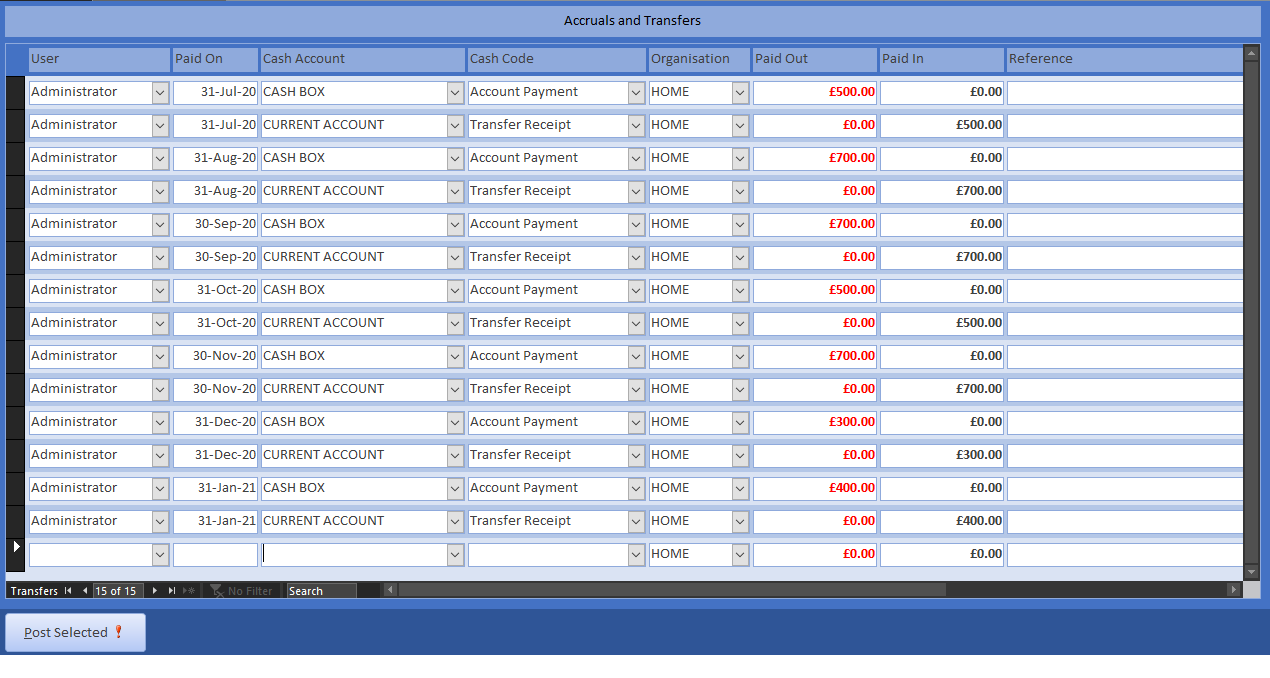 Accruals and Transfers
User Paid On Cash Account Cash Code Organisation Paid Out Paid In Reference
Administrator 31-Jul-20 CASH BOX Account Payment HOME £500.00 £0.00
Administrator 31-Jul-20 CURRENT ACCOUNT Transfer Receipt HOME £0.00 £500.00
Administrator 31-Aug-20 CASH BOX Account Payment HOME £700.00 £0.00
Administrator 31-Aug-20 CURRENT ACCOUNT Transfer Receipt HOME £0.00 £700.00
Administrator 30-Sep-20 CASH BOX Account Payment HOME £700.00 £0.00
Administrator 30-Sep-20 CURRENT ACCOUNT Transfer Receipt HOME £0.00 £700.00
Administrator 31-Oct-20 CASH BOX Account Payment HOME £500.00 £0.00
Administrator 31-Oct-20 CURRENT ACCOUNT Transfer Receipt HOME £0.00 £500.00
Administrator 30-Nov-20 CASH BOX Account Payment HOME £700.00 £0.00
Administrator 30-Nov-20 CURRENT ACCOUNT Transfer Receipt HOME £0.00 £700.00
Administrator 31-Dec-20 CASH BOX Account Payment HOME £300.00 £0.00
Administrator 31-Dec-20 CURRENT ACCOUNT Transfer Receipt HOME £0.00 £300.00
Administrator 31-Jan-21 CASH BOX Account Payment HOME £400.00 £0.00
Administrator 31-Jan-21 CURRENT ACCOUNT Transfer Receipt HOME £0.00 £400.00
HOME £0.00 £0.00
Transfers 15 of 15 No Filter Search
Post Selected